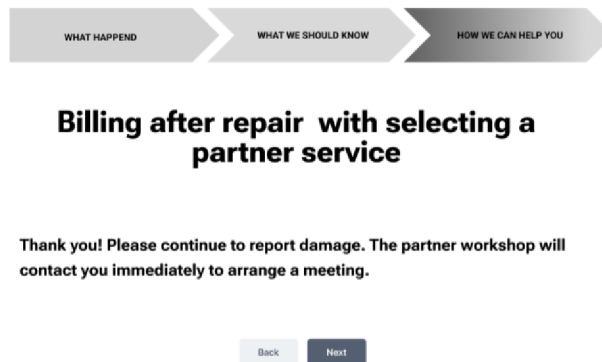 WHAT HAPPEND
WHAT WE SHOULD KNOW
HOW WE CAN HELP YOU
Billing after repair with selecting a
partner service
Thank you! Please continue to report damage. The partner workshop will
contact you immediately to arrange a meeting.
Back
Next